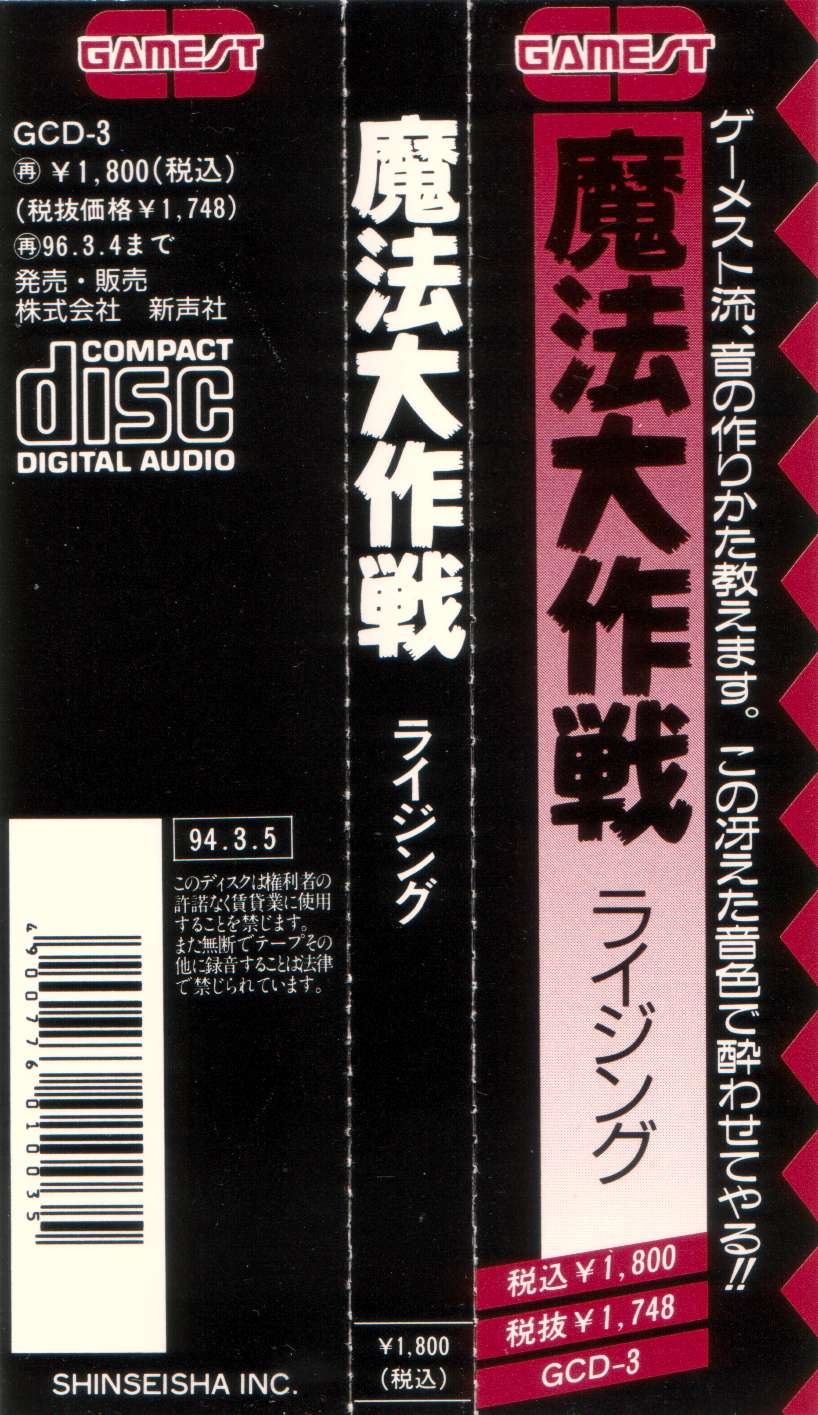 GAMEST
GCD-3
再 ￥1,800(税込)
(税抜価格￥1,748)
再96.3.4まで
発売・販売
株式会社 新声社
COMPACT
disc
DIGITAL AUDIO
94.3.5
このディスクは権利者の
許諾なく賃貸業に使用
することを禁じます。
また無断でテープその
他に録音することは法律
で禁じられています。
4900776010035
SHINSEISHA INC.
魔法大作戦
ライジング
￥1,800
(税込)
GAMEST
魔法大作戦
ライジング
ゲーメスト流、音の作りかた教えます。この冴えた音色で酔わせてやる!!
税込￥1,800
税抜￥1,748
GCD-3